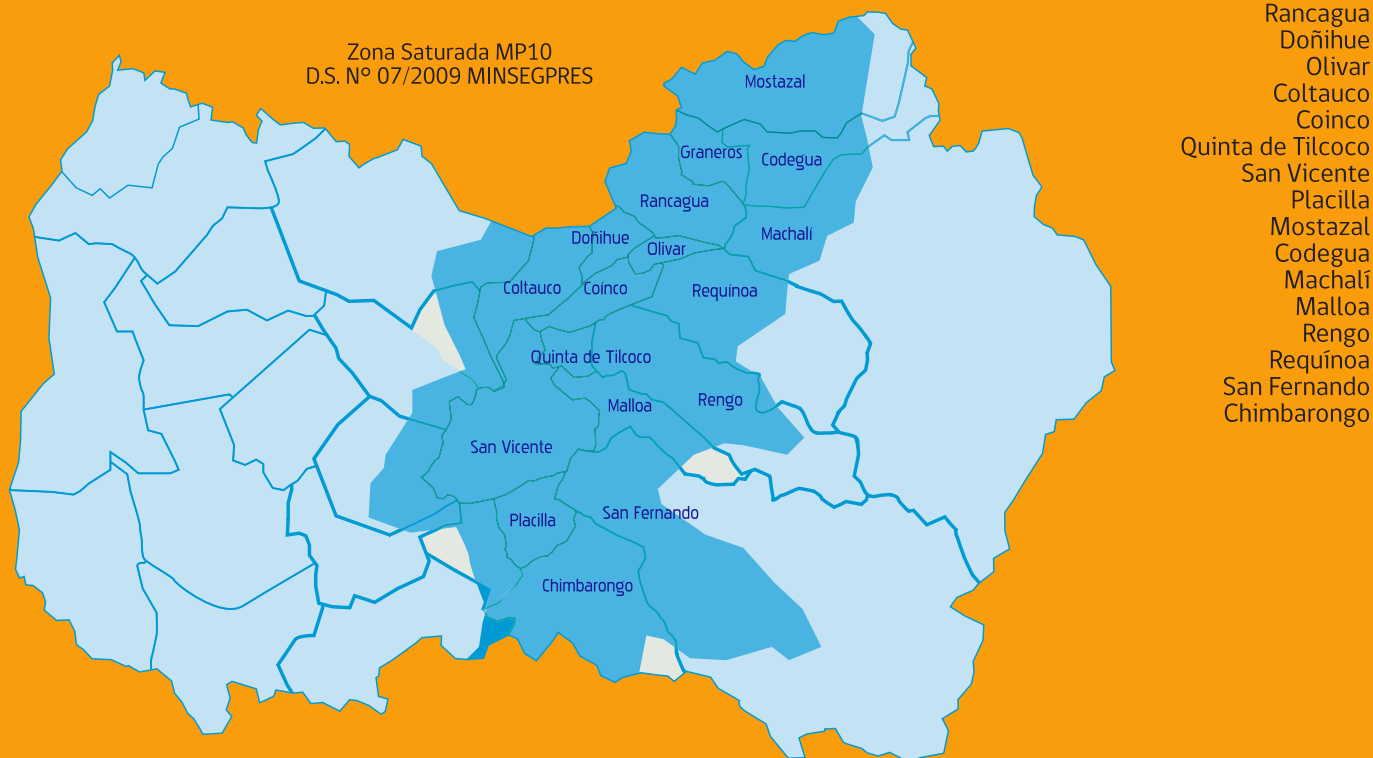 Zona Saturada MP10
D.S. N° 07/2009 MINSEGPRES
Rancagua
Doñihue
Olivar
Coltauco
Coinco
Quinta de Tilcoco
San Vicente
Placilla
Mostazal
Codegua
Machalí
Malloa
Rengo
Requínoa
San Fernando
Chimbarongo
Mostazal
Graneros
Codegua
Rancagua
Machalí
Doñihue
Olivar
Coltauco
Coínco
Requínoa
Quinta de Tilcoco
Malloa
Rengo
San Vicente
Placilla
San Fernando
Chimbarongo